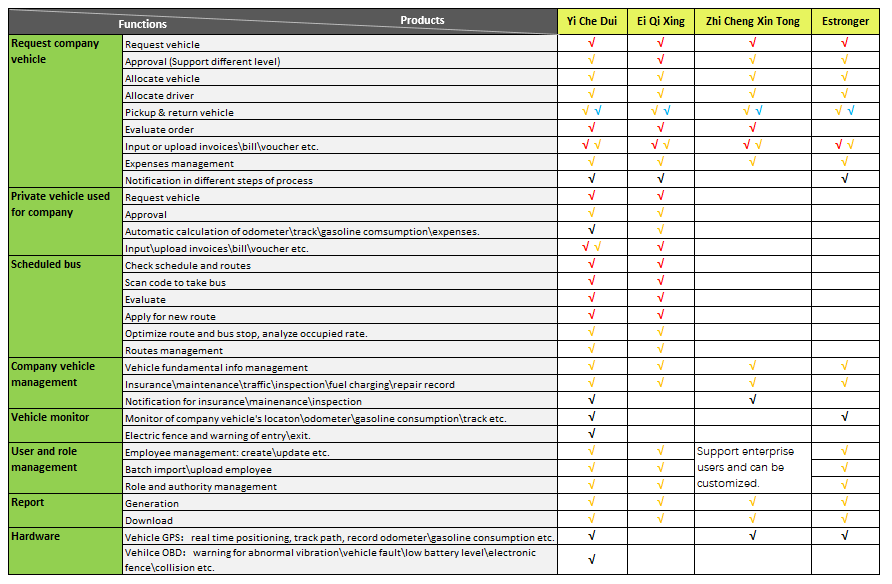 Functions Products Yi Che Dui Ei Qi Xing Zhi Cheng Xin Tong Estronger
Request company vehicle
Request vehicle √ √ √ √
Approval (Support different level) √ √ √ √
Allocate vehicle √ √ √ √
Allocate driver √ √ √ √
Pickup & return vehicle √ √ √ √ √ √ √ √
Evaluate order √ √ √
Input or upload invoices\bill\voucher etc. √ √ √ √ √ √ √ √
Expenses management √ √ √ √
Notification in different steps of process √ √ √
Private vehicle used for company
Request vehicle √ √
Approval √ √
Automatic calculation of odometer\track\gasoline comsumption\expenses. √ √
Input\upload invoices\bill\voucher etc. √ √ √
Scheduled bus
Check schedule and routes √ √
Scan code to take bus √ √
Evaluate √ √
Apply for new route √ √
Optimize route and bus stop, analyze occupied rate. √ √
Routes management √ √
Company vehicle management
Vehicle fundamental info management √ √ √ √
Insurance\maintenance\traffic\inspection\fuel charging\repair record √ √ √ √
Notification for insurance\mainenance\inspection √ √
Vehicle monitor
Monitor of company vehicle's locaton\odometer\gasoline consumption\track etc. √ √
Electric fence and warning of entry\exit. √
User and role management
Employee management: create\update etc. √ √ Support enterprise √
Batch import\upload employee √ √ users and can be √
Role and authority management √ √ customized. √
Report
Generation √ √ √ √
Download √ √ √ √
Hardware
Vehicle GPS：real time positioning, track path, record odometer\gasoline consumption etc. √ √ √
Vehilce OBD：warning for abnormal vibration\vehicle fault\low battery level\electronic
fence\collision etc. √